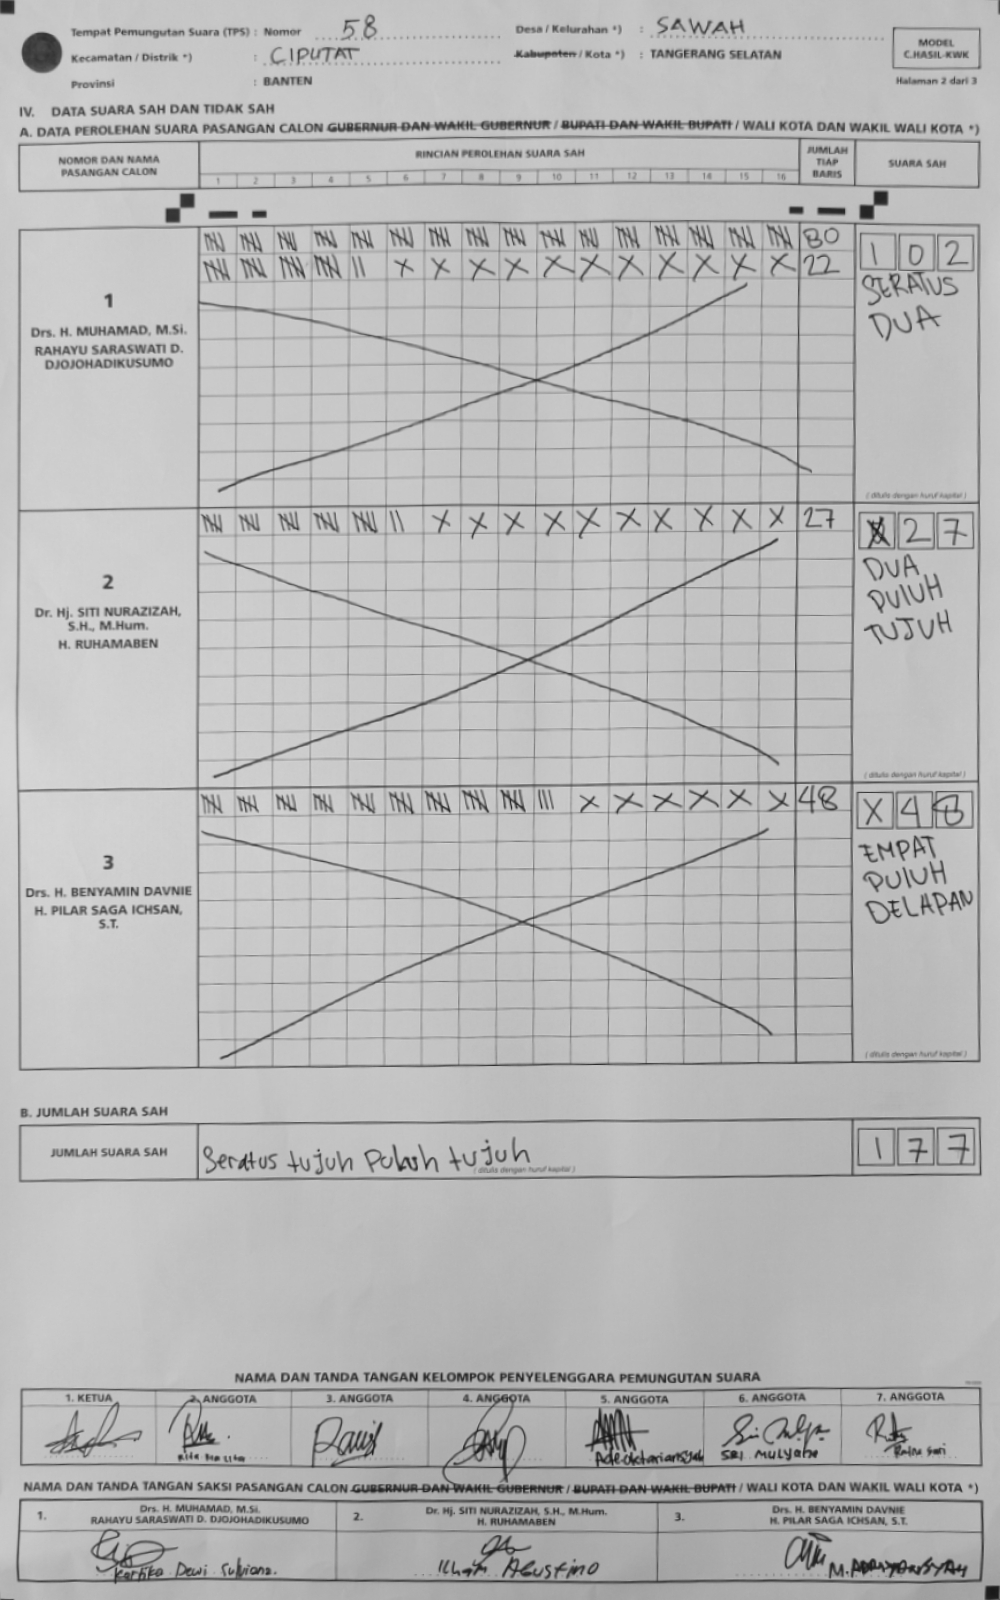 Tempat Pemungutan Suara (TPS) : Nomor 58 Desa / Kelurahan *) : SAWAH
Kecamatan / Distrik *) : CIPUTAT Kabupaten / Kota *) : TANGERANG SELATAN
Provinsi : BANTEN
MODEL
C.HASIL-KWK
Halaman 2 dari 3
IV. DATA SUARA SAH DAN TIDAK SAH
A. DATA PEROLEHAN SUARA PASANGAN CALON GUBERNUR DAN WAKIL GUBERNUR / BUPATI DAN WAKIL BUPATI / WALI KOTA DAN WAKIL WALI KOTA *)
NOMOR DAN NAMA PASANGAN CALON
RINCIAN PEROLEHAN SUARA SAH
1 2 3 4 5 6 7 8 9 10 11 12 13 14 15 16
JUMLAH TIAP BARIS
SUARA SAH
1
Drs. H. MUHAMAD, M.Si.
RAHAYU SARASWATI D.
DJOJOHADIKUSUMO
80
X X X X X X X X X X X 22
1 0 2
SERATUS
DUA
( ditulis dengan huruf kapital )
2
Dr. Hj. SITI NURAZIZAH,
S.H., M.Hum.
H. RUHAMABEN
X X X X X X X X X X 27
X 2 7
DUA
PULUH
TUJUH
( ditulis dengan huruf kapital )
3
Drs. H. BENYAMIN DAVNIE
H. PILAR SAGA ICHSAN,
S.T.
X X X X X X 48
X 4 8
EMPAT
PULUH
DELAPAN
( ditulis dengan huruf kapital )
B. JUMLAH SUARA SAH
JUMLAH SUARA SAH
Seratus tujuh Puluh tujuh
( ditulis dengan huruf kapital )
1 7 7
NAMA DAN TANDA TANGAN KELOMPOK PENYELENGGARA PEMUNGUTAN SUARA
1. KETUA 2. ANGGOTA 3. ANGGOTA 4. ANGGOTA 5. ANGGOTA 6. ANGGOTA 7. ANGGOTA
SRI MULYANE
NAMA DAN TANDA TANGAN SAKSI PASANGAN CALON GUBERNUR DAN WAKIL GUBERNUR / BUPATI DAN WAKIL BUPATI / WALI KOTA DAN WAKIL WALI KOTA *)
1. Drs. H. MUHAMAD, M.Si.
RAHAYU SARASWATI D. DJOJOHADIKUSUMO
2. Dr. Hj. SITI NURAZIZAH, S.H., M.Hum.
H. RUHAMABEN
3. Drs. H. BENYAMIN DAVNIE
H. PILAR SAGA ICHSAN, S.T.
Kartika Dewi
Agustino